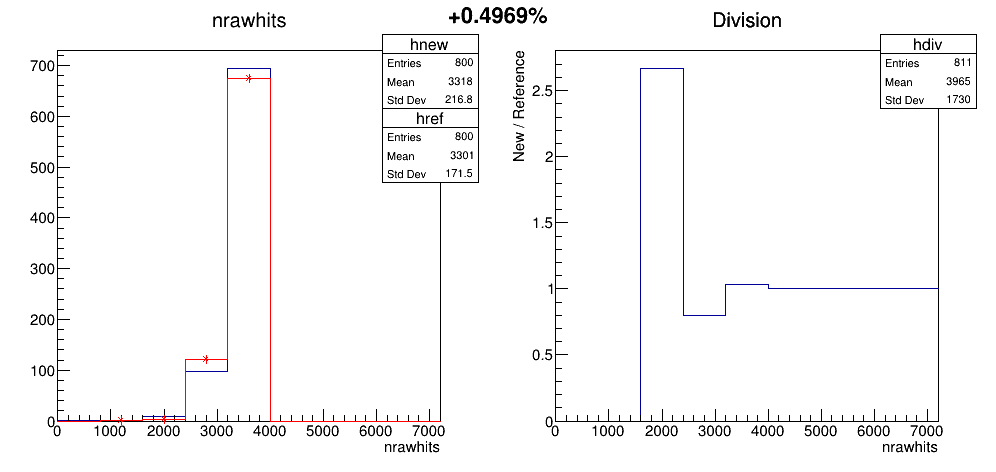 +0.4969%
nrawhits
hnew
Entries 800
Mean 3318
Std Dev 216.8
href
Entries 800
Mean 3301
Std Dev 171.5
700
600
500
400
300
200
100
0
0 1000 2000 3000 4000 5000 6000 7000
nrawhits
Division
hdiv
Entries 811
Mean 3965
Std Dev 1730
New / Reference
2.5
2
1.5
1
0.5
0
0 1000 2000 3000 4000 5000 6000 7000
nrawhits